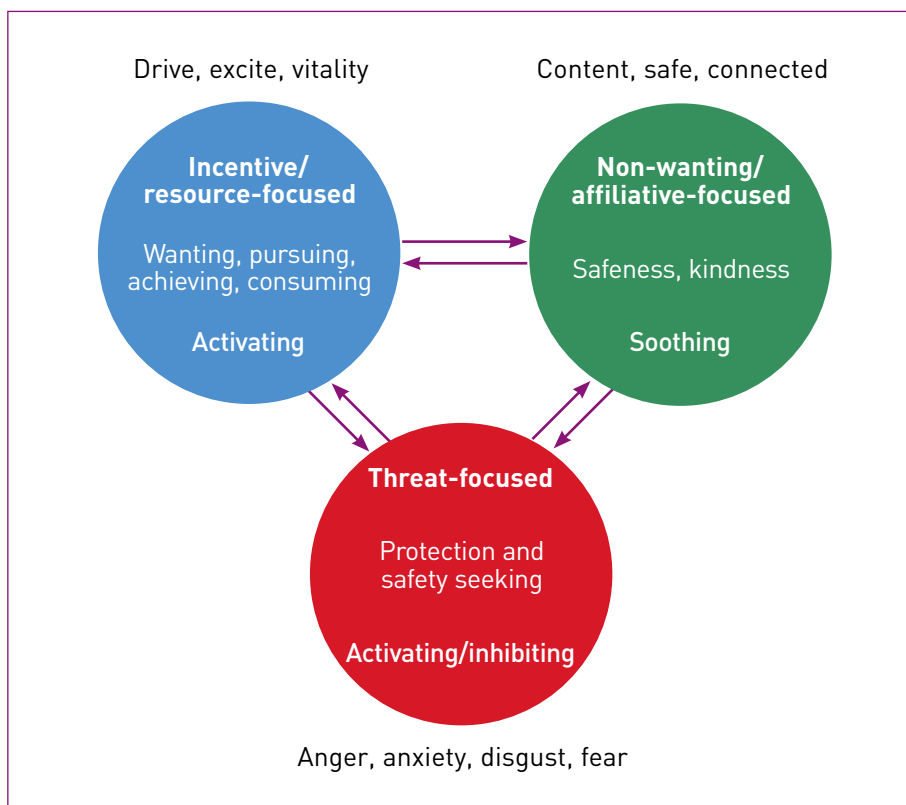 Drive, excite, vitality
Incentive/
resource-focused
Wanting, pursuing,
achieving, consuming
Activating
Content, safe, connected
Non-wanting/
affiliative-focused
Safeness, kindness
Soothing
Threat-focused
Protection and
safety seeking
Activating/inhibiting
Anger, anxiety, disgust, fear